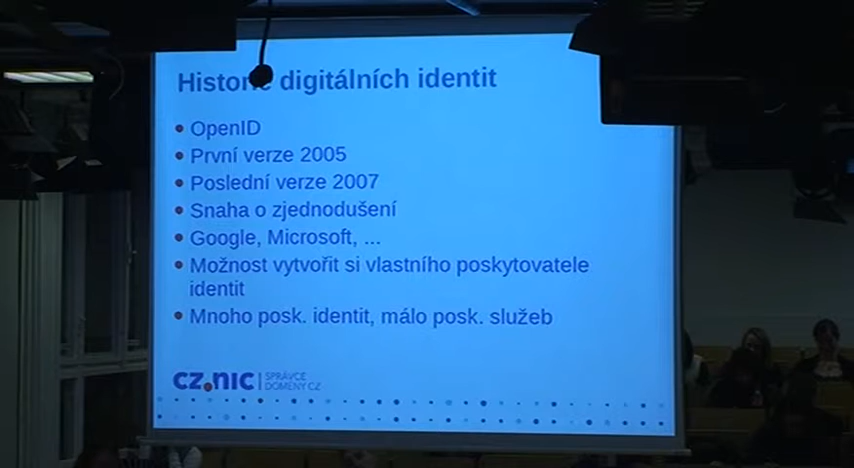 Historie digitálních identit
OpenID
První verze 2005
Poslední verze 2007
Snaha o zjednodušení
Google, Microsoft, ...
Možnost vytvořit si vlastního poskytovatele
identit
Mnoho posk. identit, málo posk. služeb
CZ.NIC
SPRÁVCE
DOMÉNY CZ